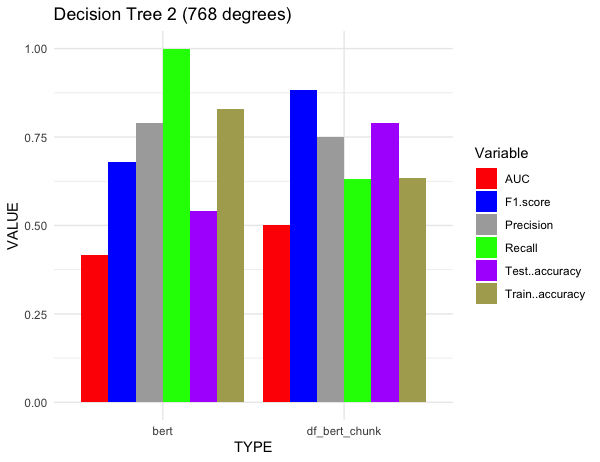 Decision Tree 2 (768 degrees)
1.00
0.75
0.50
0.25
0.00
VALUE
bert
df_bert_chunk
TYPE
Variable
AUC
F1.score
Precision
Recall
Test..accuracy
Train..accuracy